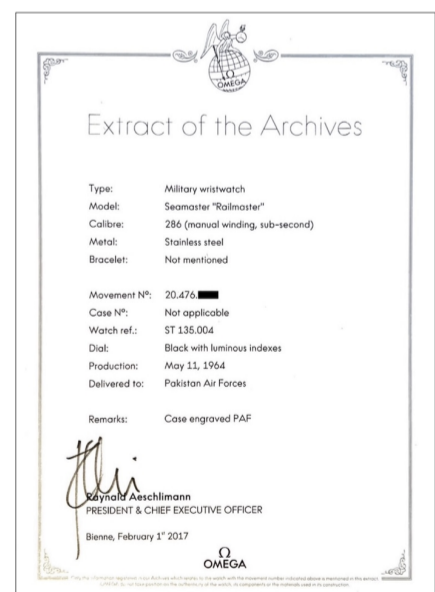 Ω
OMEGA
Extract of the Archives
Type: Military wristwatch
Model: Seamaster "Railmaster"
Calibre: 286 (manual winding, sub-second)
Metal: Stainless steel
Bracelet: Not mentioned
Movement Nº: 20.476.
Case Nº: Not applicable
Watch ref.: ST 135.004
Dial: Black with luminous indexes
Production: May 11, 1964
Delivered to: Pakistan Air Forces
Remarks: Case engraved PAF
Raynald Aeschlimann
PRESIDENT & CHIEF EXECUTIVE OFFICER
Bienne, February 1st 2017
Ω
OMEGA